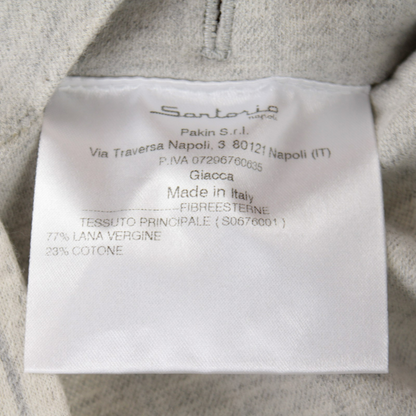 Sartorio
napoli
Pakin S.r.l.
Via Traversa Napoli, 3 80121 Napoli (IT)
P.IVA 07296760635
Giacca
Made in Italy
--------------------------FIBREESTERNE
TESSUTO PRINCIPALE ( S0676001 )
77% LANA VERGINE
23% COTONE